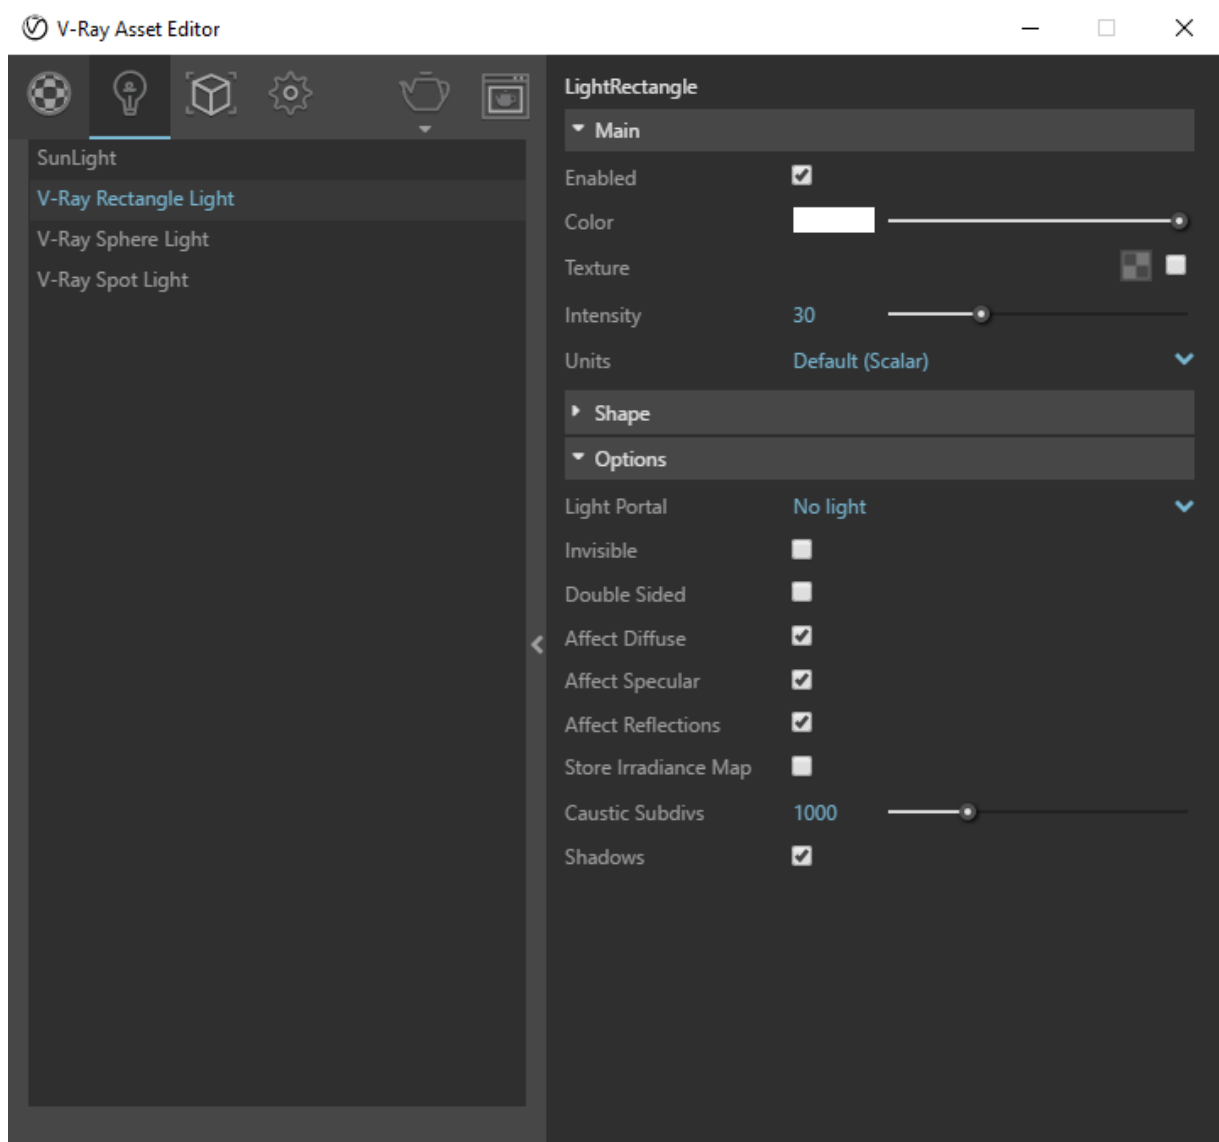 V-Ray Asset Editor
SunLight
V-Ray Rectangle Light
V-Ray Sphere Light
V-Ray Spot Light
LightRectangle
Main
Enabled
Color
Texture
Intensity 30
Units Default (Scalar)
Shape
Options
Light Portal No light
Invisible
Double Sided
Affect Diffuse
Affect Specular
Affect Reflections
Store Irradiance Map
Caustic Subdivs 1000
Shadows